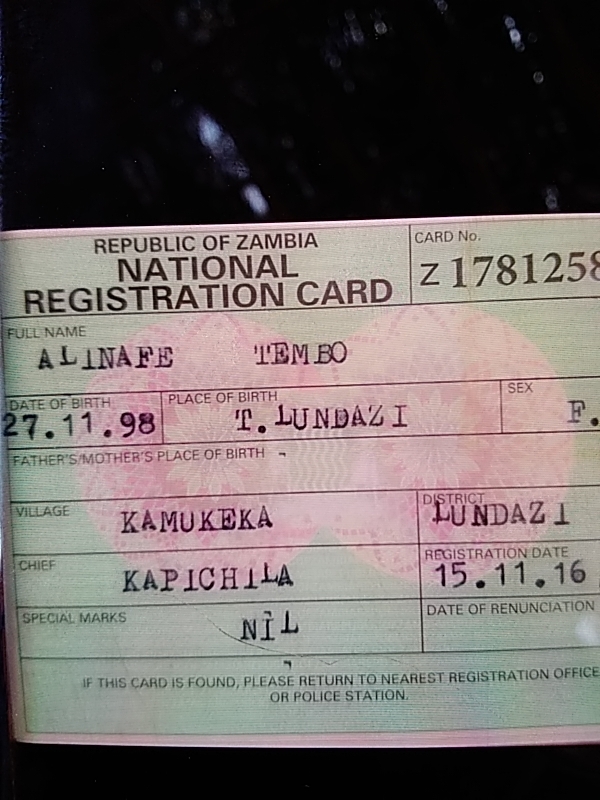 REPUBLIC OF ZAMBIA
NATIONAL
REGISTRATION CARD
CARD No.
Z 1781258
FULL NAME
ALINAFE TEMBO
DATE OF BIRTH
27.11.98
PLACE OF BIRTH
T. LUNDAZI
SEX
F.
FATHER'S/MOTHER'S PLACE OF BIRTH -
VILLAGE
KAMUKEKA
DISTRICT
LUNDAZI
CHIEF
KAPICHILA
REGISTRATION DATE
15.11.16
SPECIAL MARKS
NIL
DATE OF RENUNCIATION
IF THIS CARD IS FOUND, PLEASE RETURN TO NEAREST REGISTRATION OFFICE
OR POLICE STATION.